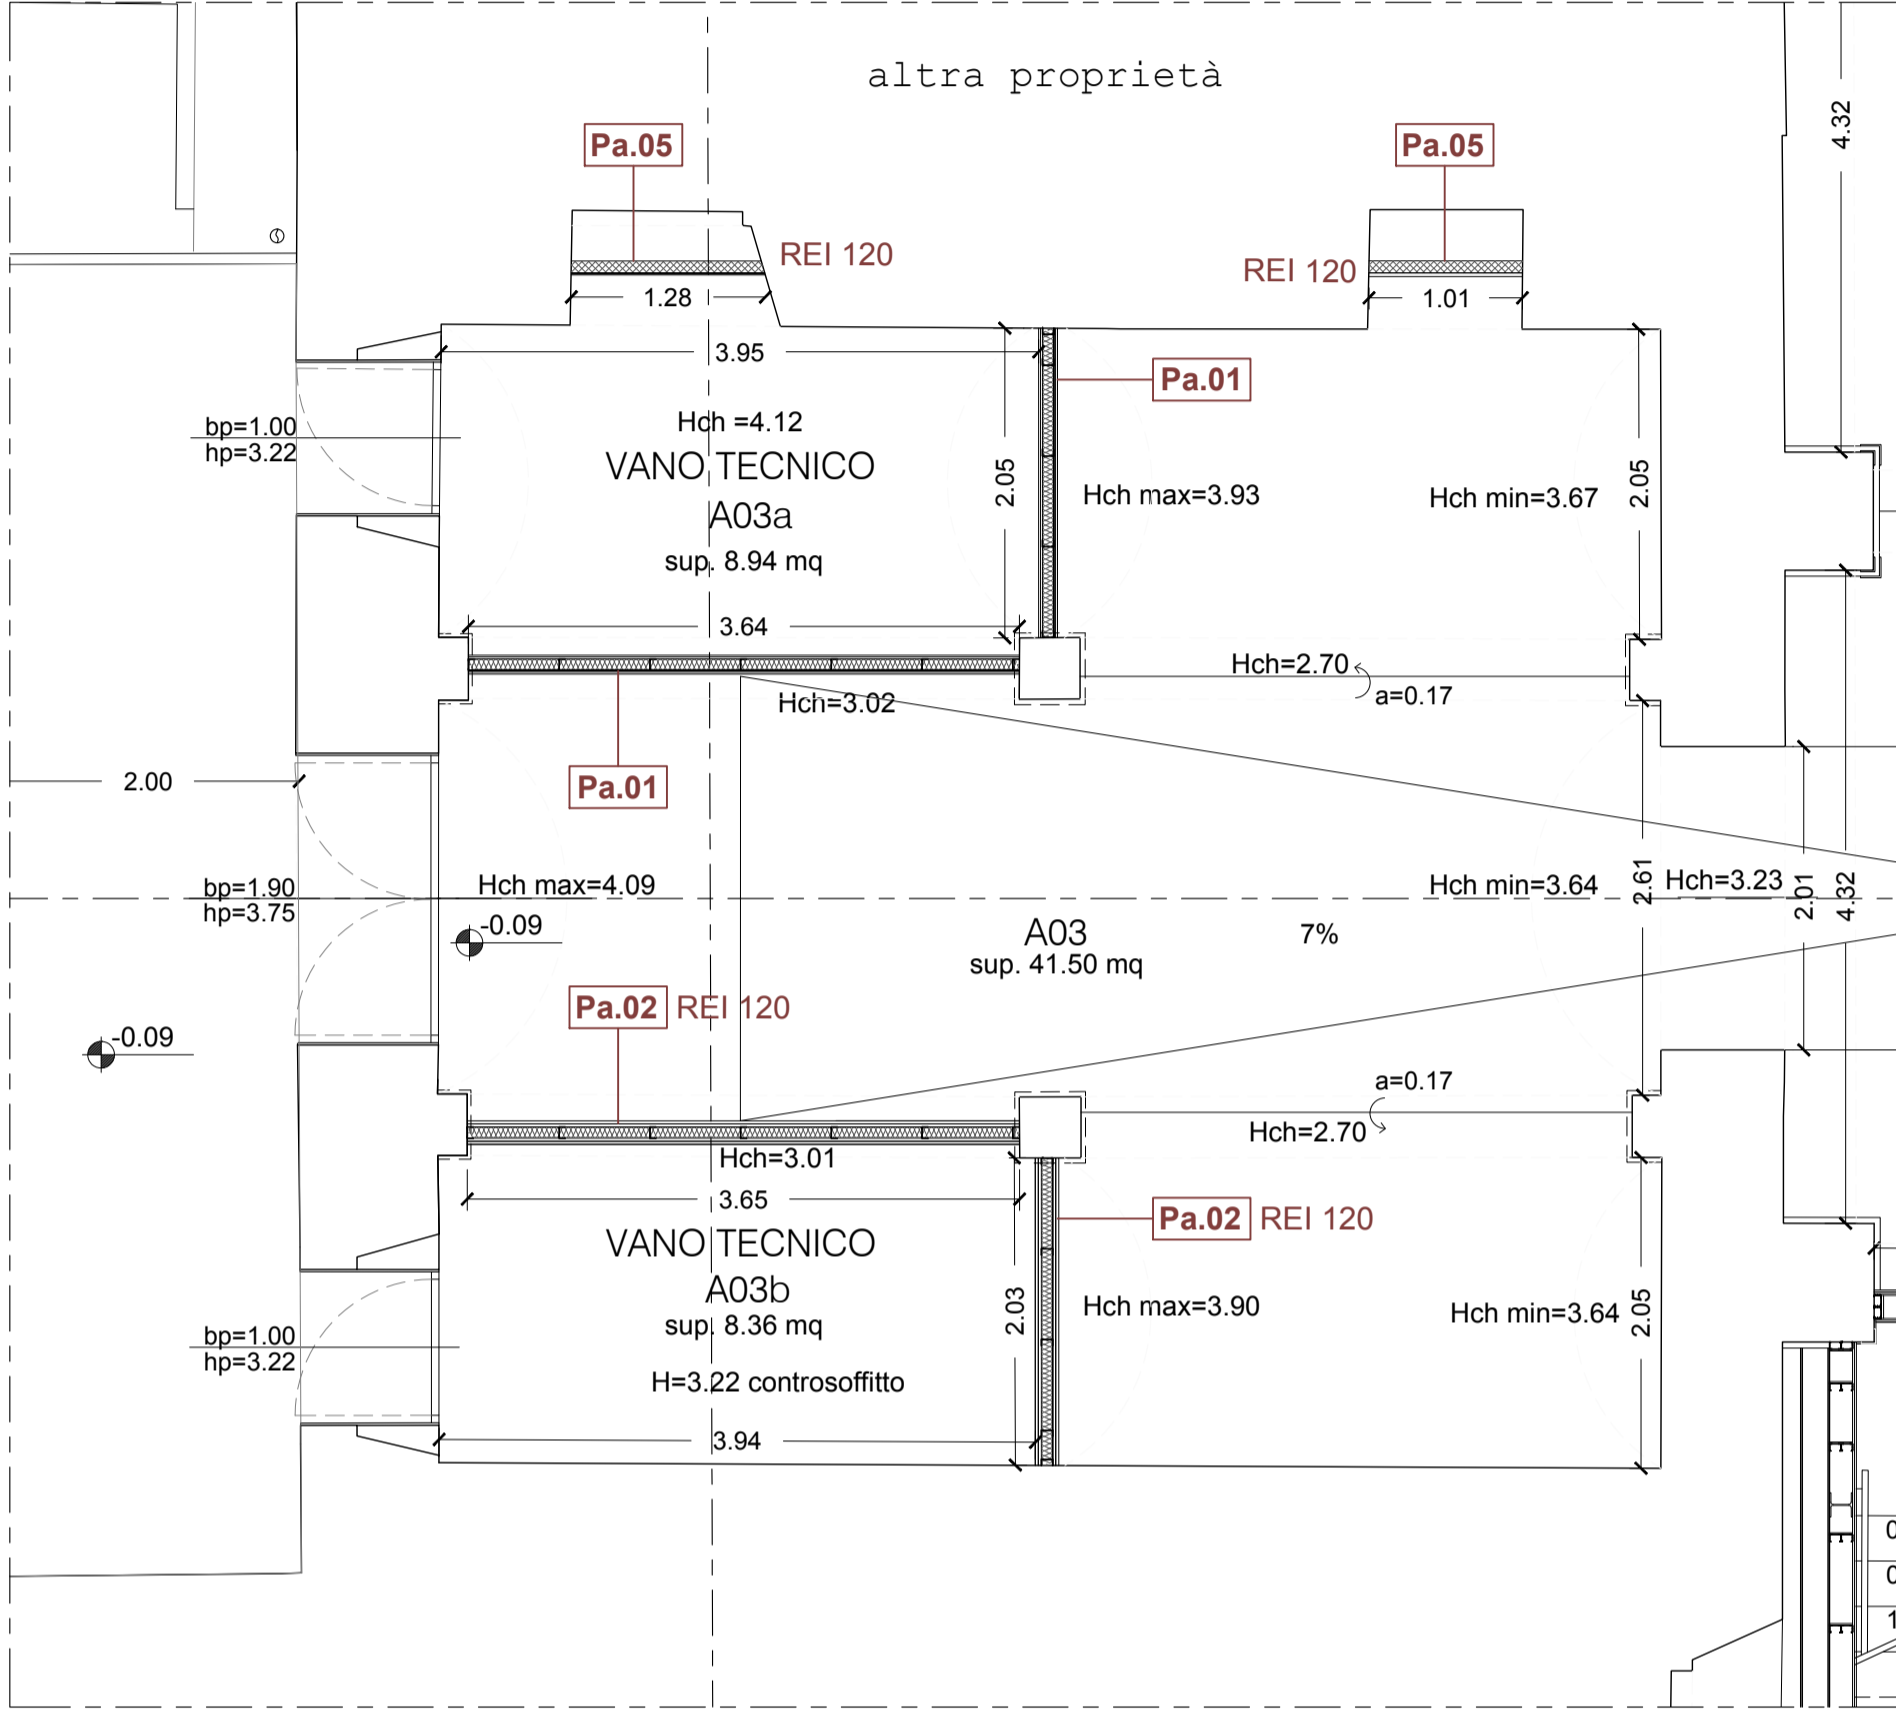 altra proprietà
4.32
Pa.05
Pa.05
REI 120
REI 120
1.28
1.01
3.95
Pa.01
bp=1.00
hp=3.22
Hch =4.12
VANO TECNICO
A03a
sup. 8.94 mq
2.05
Hch max=3.93
Hch min=3.67
2.05
3.64
Hch=2.70
a=0.17
Hch=3.02
Pa.01
2.00
bp=1.90
hp=3.75
Hch max=4.09
Hch min=3.64
2.61
Hch=3.23
2.01
4.32
-0.09
A03
sup. 41.50 mq
7%
Pa.02 REI 120
-0.09
a=0.17
Hch=2.70
Hch=3.01
3.65
Pa.02 REI 120
VANO TECNICO
A03b
sup. 8.36 mq
2.03
Hch max=3.90
Hch min=3.64
2.05
bp=1.00
hp=3.22
H=3.22 controsoffitto
3.94